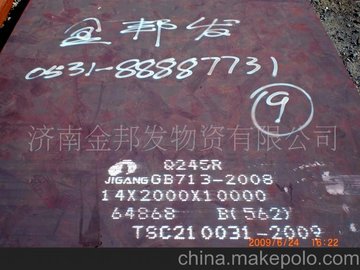 金邦发
0531-88887731
⑨
济南金邦发物资有限公司
Q245R
JIGANG GB713-2008
14X2000X10000
64868 B(562)
TSC210031-2009
2009/6/24 16:22
china.makepolo.com